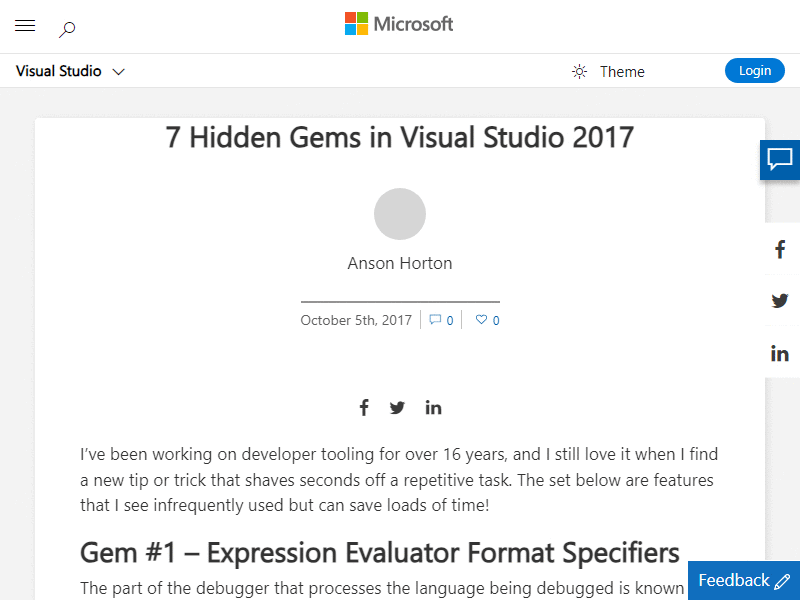 Microsoft
Visual Studio
Theme
Login
7 Hidden Gems in Visual Studio 2017
Anson Horton
October 5th, 2017
0
0
I’ve been working on developer tooling for over 16 years, and I still love it when I find
a new tip or trick that shaves seconds off a repetitive task. The set below are features
that I see infrequently used but can save loads of time!
Gem #1 – Expression Evaluator Format Specifiers
The part of the debugger that processes the language being debugged is known
Feedback